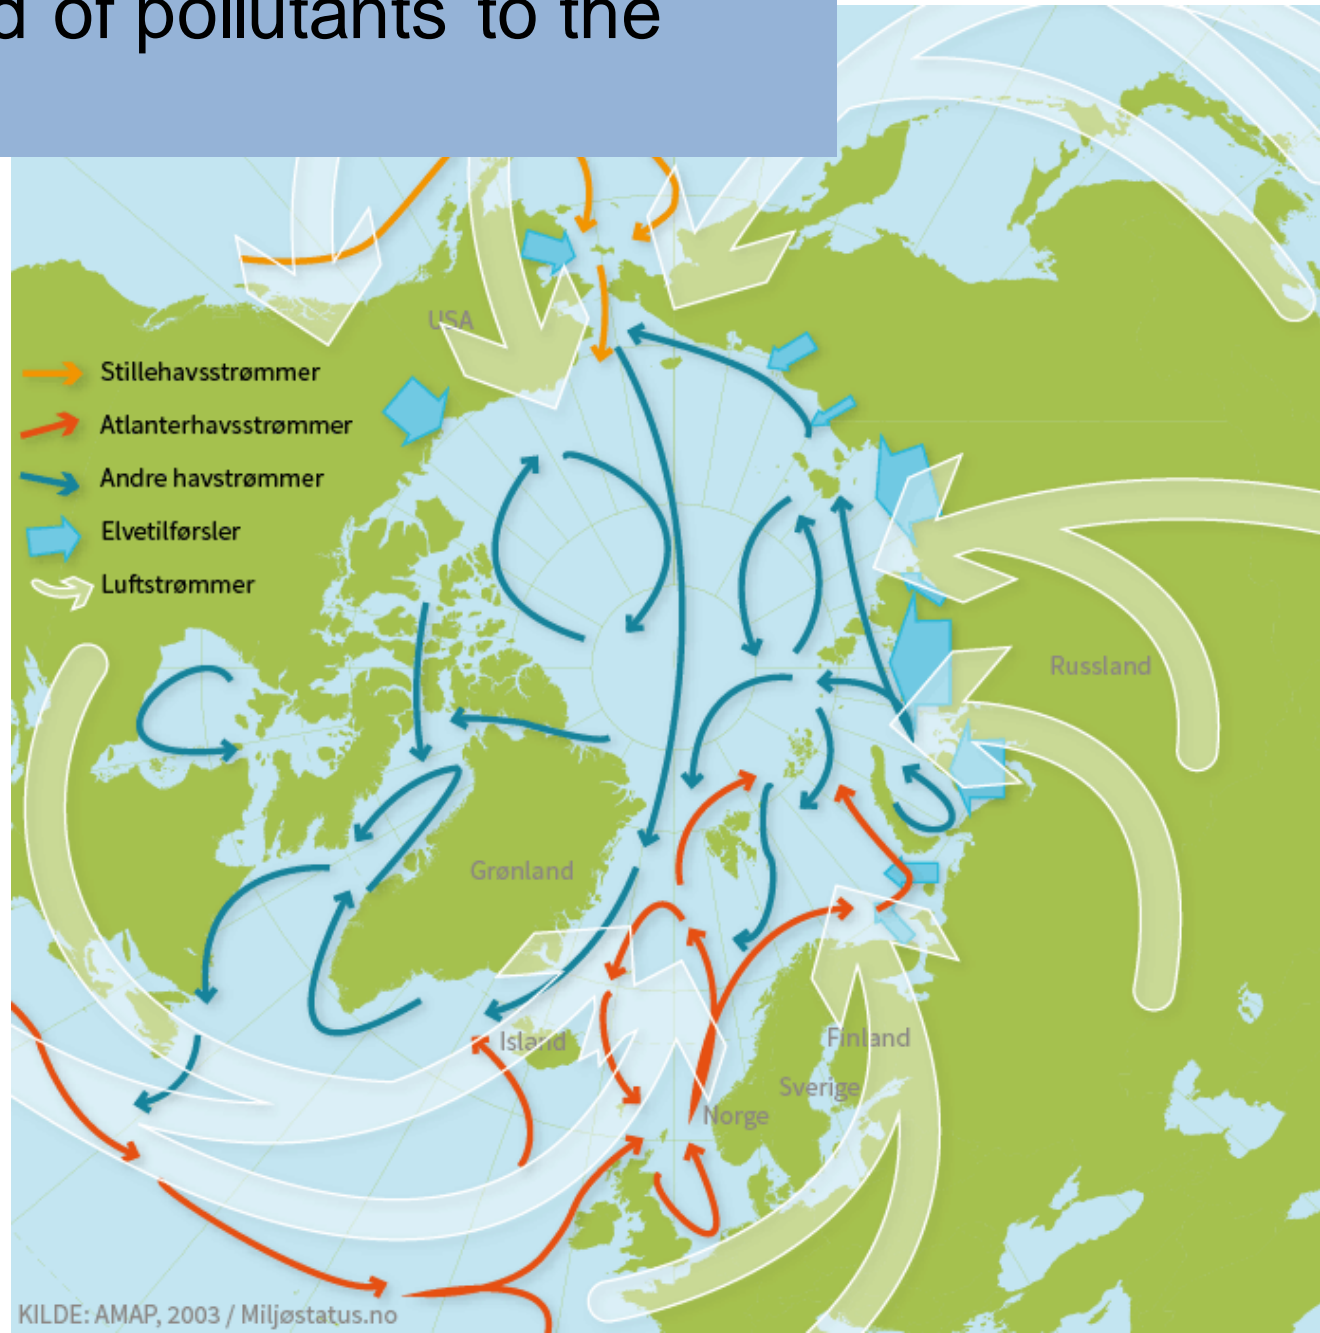 d of pollutants to the
USA
Stillehavsstrømmer
Atlanterhavsstrømmer
Andre havstrømmer
Elvetilførsler
Luftstrømmer
Russland
Grønland
Island
Finland
Sverige
Norge
KILDE: AMAP, 2003 / Miljøstatus.no